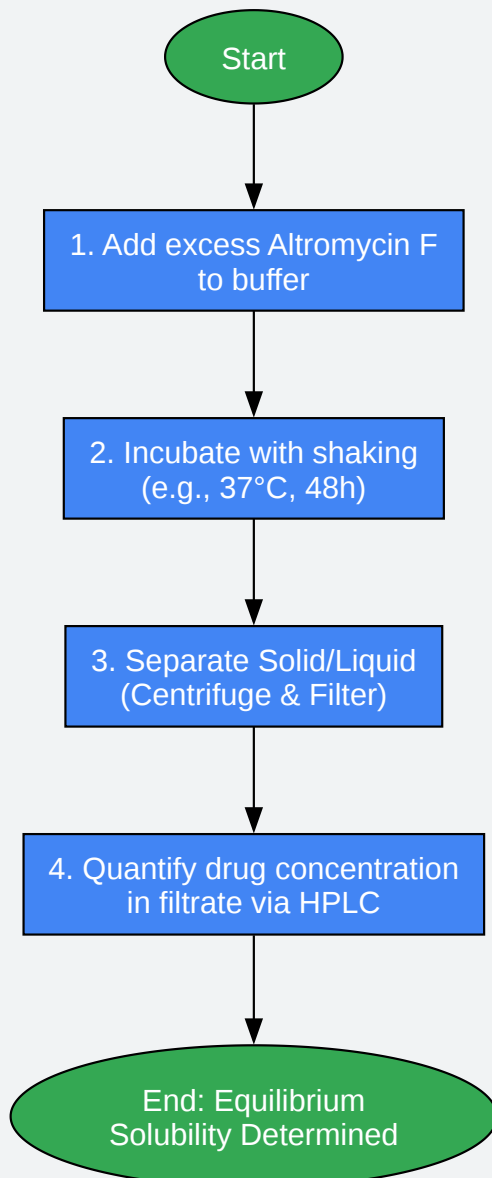 Start
1. Add excess Altromycin F
to buffer
2. Incubate with shaking
(e.g., 37°C, 48h)
3. Separate Solid/Liquid
(Centrifuge & Filter)
4. Quantify drug concentration
in filtrate via HPLC
End: Equilibrium
Solubility Determined